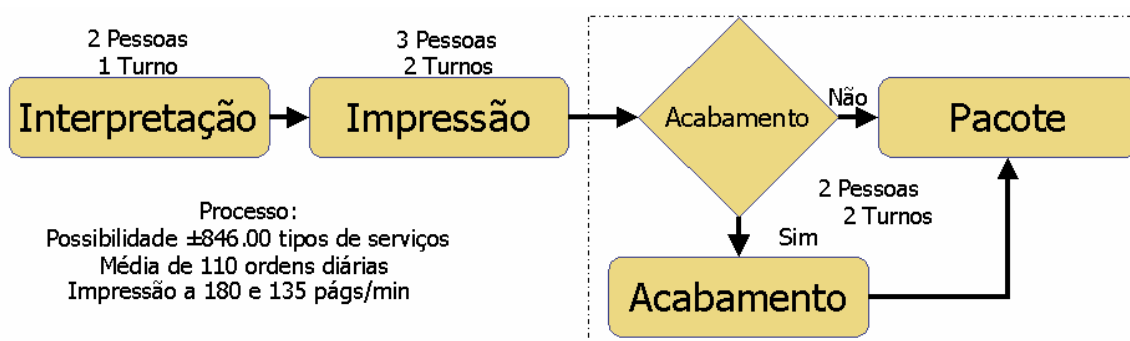 2 Pessoas
1 Turno
Interpretação
3 Pessoas
2 Turnos
Impressão
Acabamento
Não
Pacote
2 Pessoas
2 Turnos
Sim
Acabamento
Processo:
Possibilidade ±846.00 tipos de serviços
Média de 110 ordens diárias
Impressão a 180 e 135 págs/min